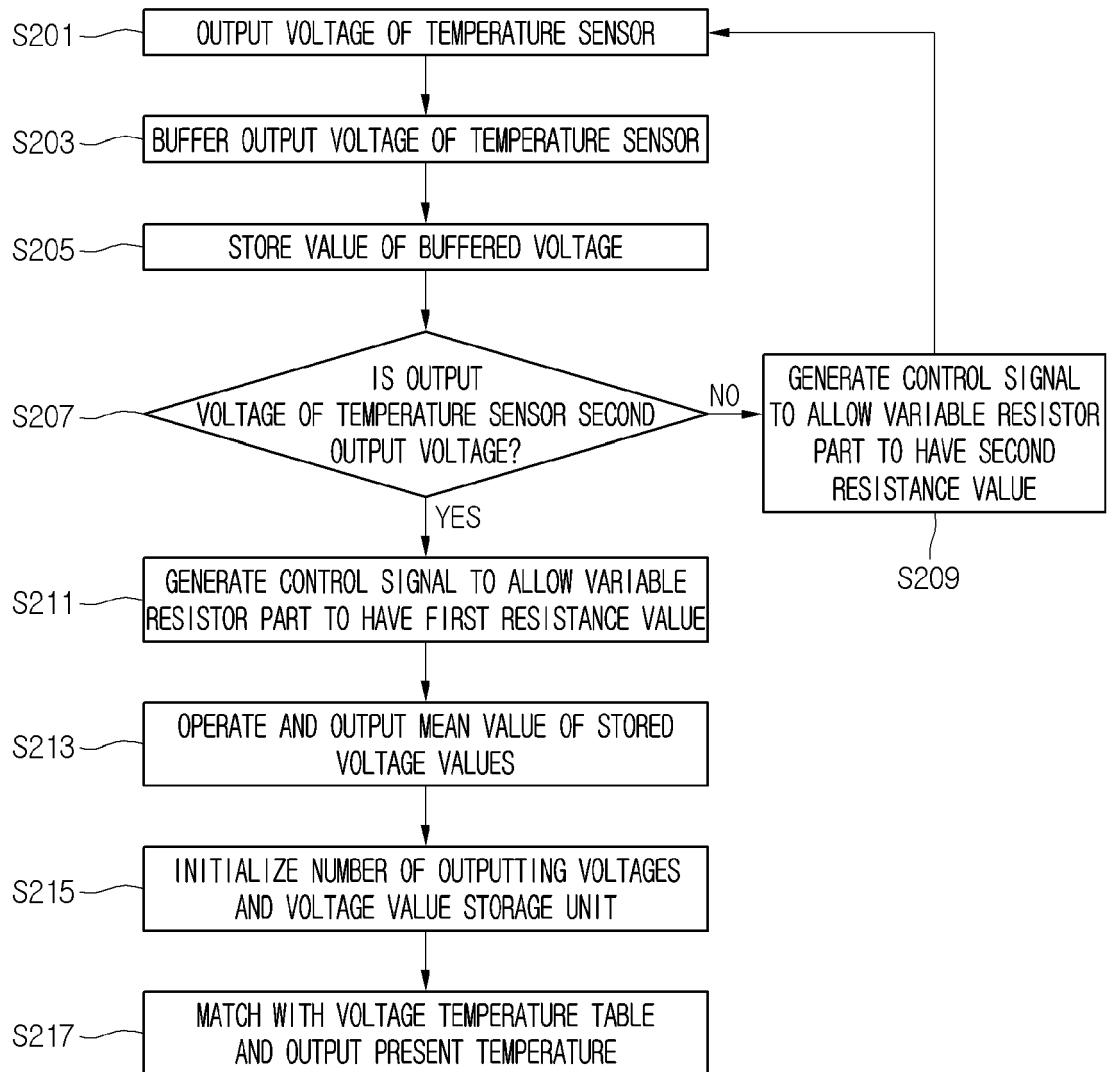 S201
OUTPUT VOLTAGE OF TEMPERATURE SENSOR
S203
BUFFER OUTPUT VOLTAGE OF TEMPERATURE SENSOR
S205
STORE VALUE OF BUFFERED VOLTAGE
S207
IS OUTPUT
VOLTAGE OF TEMPERATURE SENSOR SECOND
OUTPUT VOLTAGE?
NO
GENERATE CONTROL SIGNAL
TO ALLOW VARIABLE RESISTOR
PART TO HAVE SECOND
RESISTANCE VALUE
S209
YES
S211
GENERATE CONTROL SIGNAL TO ALLOW VARIABLE
RESISTOR PART TO HAVE FIRST RESISTANCE VALUE
S213
OPERATE AND OUTPUT MEAN VALUE OF STORED
VOLTAGE VALUES
S215
INITIALIZE NUMBER OF OUTPUTTING VOLTAGES
AND VOLTAGE VALUE STORAGE UNIT
S217
MATCH WITH VOLTAGE TEMPERATURE TABLE
AND OUTPUT PRESENT TEMPERATURE